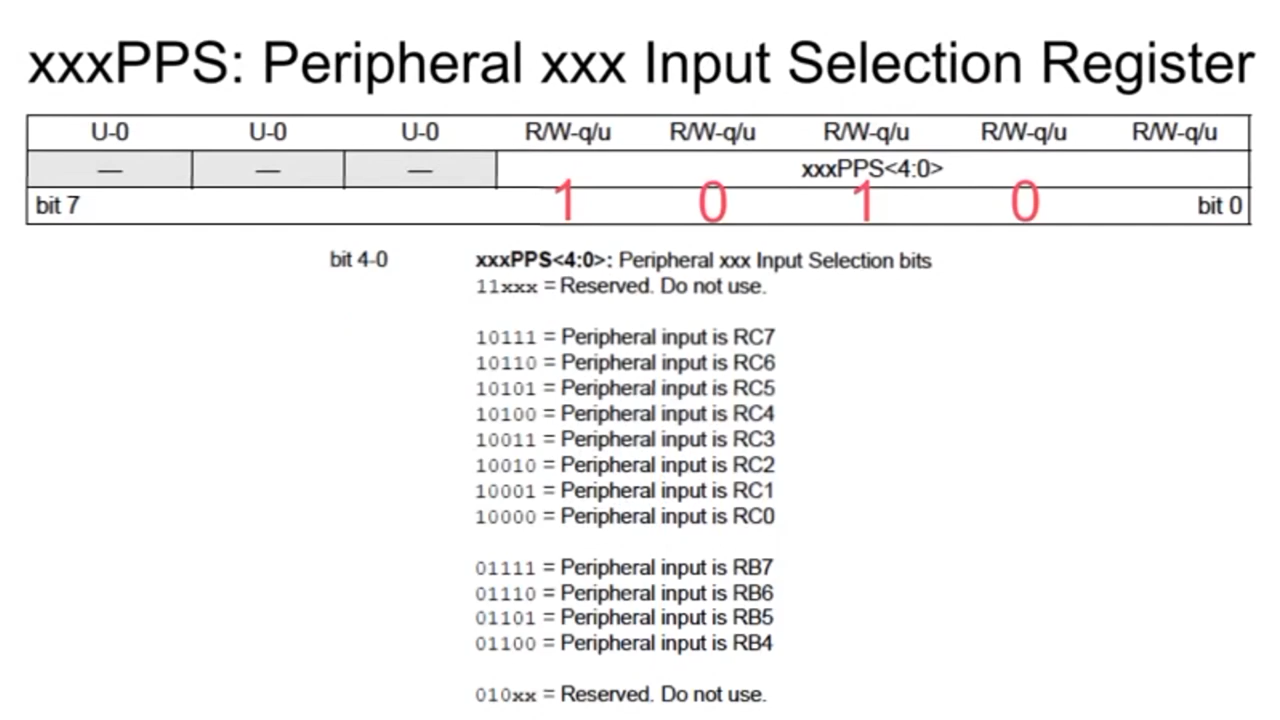 xxxPPS: Peripheral xxx Input Selection Register
U-0 U-0 U-0 R/W-q/u R/W-q/u R/W-q/u R/W-q/u R/W-q/u
— — — xxxPPS<4:0>
bit 7 1 0 1 0 bit 0
bit 4-0 xxxPPS<4:0>: Peripheral xxx Input Selection bits
11xxx = Reserved. Do not use.
10111 = Peripheral input is RC7
10110 = Peripheral input is RC6
10101 = Peripheral input is RC5
10100 = Peripheral input is RC4
10011 = Peripheral input is RC3
10010 = Peripheral input is RC2
10001 = Peripheral input is RC1
10000 = Peripheral input is RC0
01111 = Peripheral input is RB7
01110 = Peripheral input is RB6
01101 = Peripheral input is RB5
01100 = Peripheral input is RB4
010xx = Reserved. Do not use.